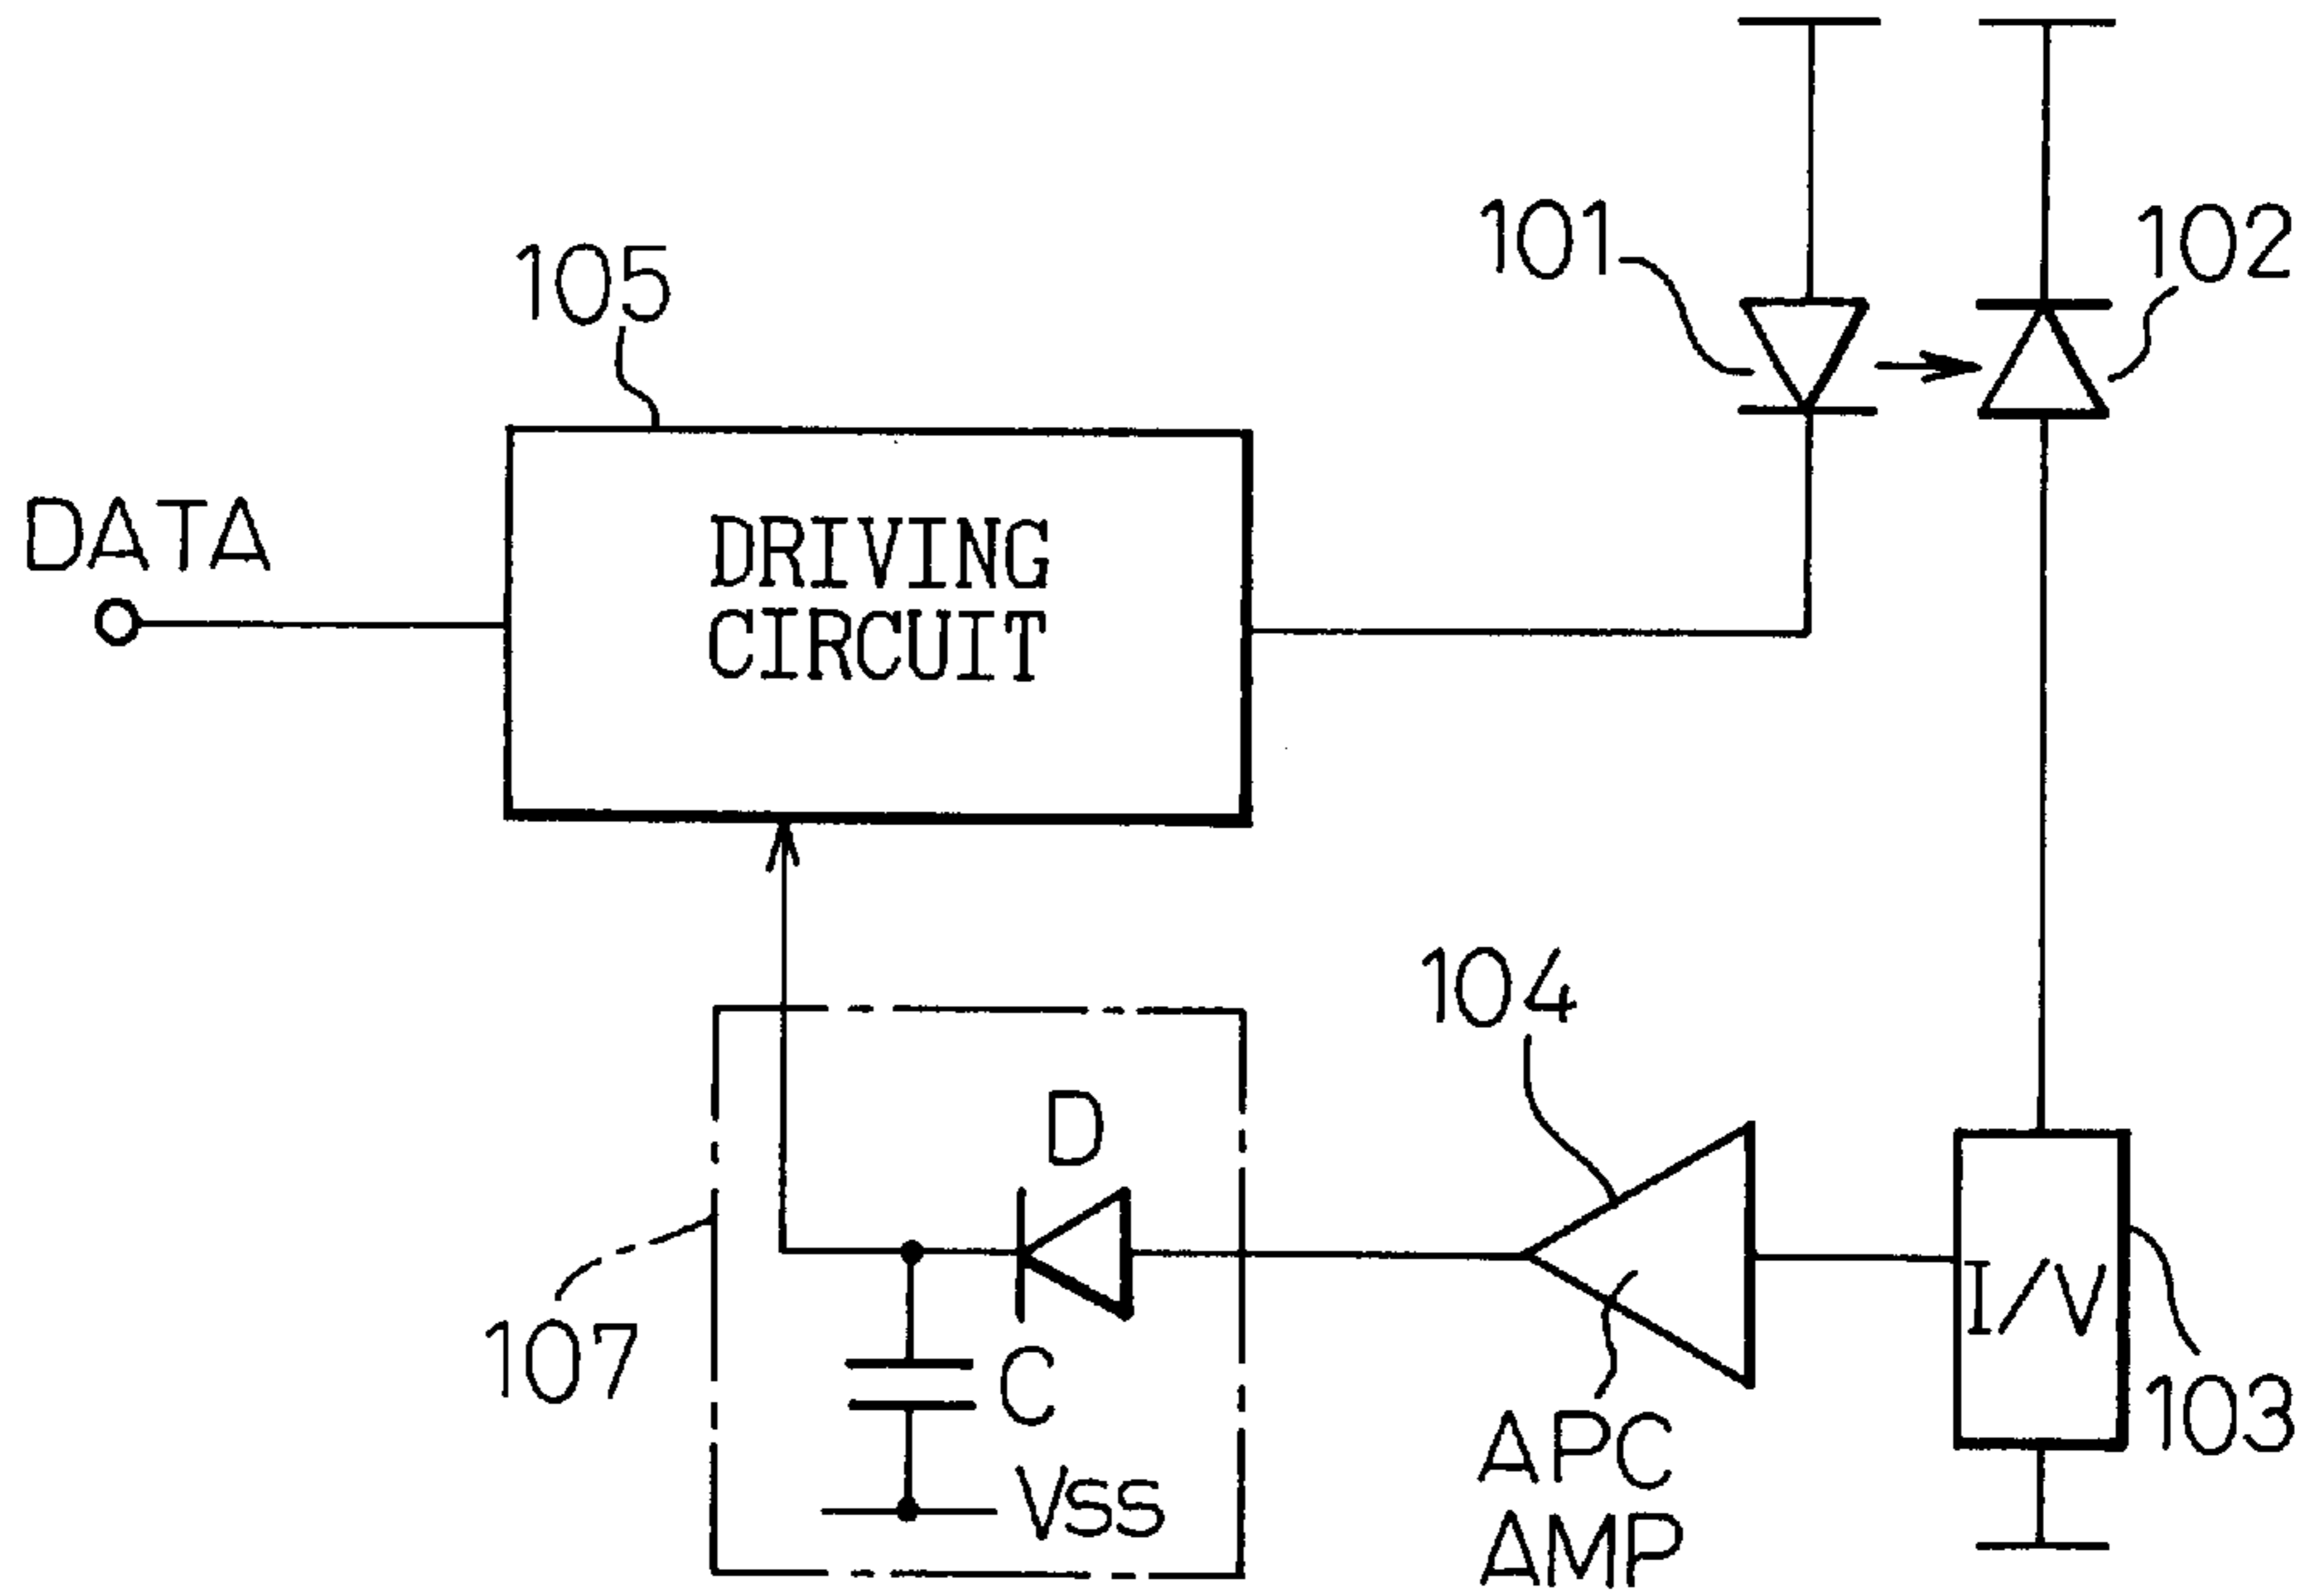 101
102
105
DATA
DRIVING
CIRCUIT
104
D
I/V
107
C
103
APC
AMP
VSS